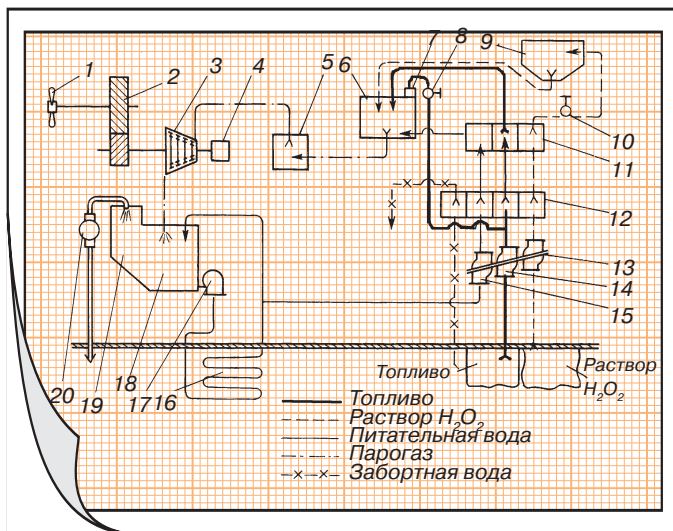 1 2 3 4 5 6 7 8 9
10
11
12
13
14
15
20 19 18 17 16
Топливо
Раствор
H₂O₂
Топливо
Раствор H₂O₂
Питательная вода
Парогаз
Забортная вода